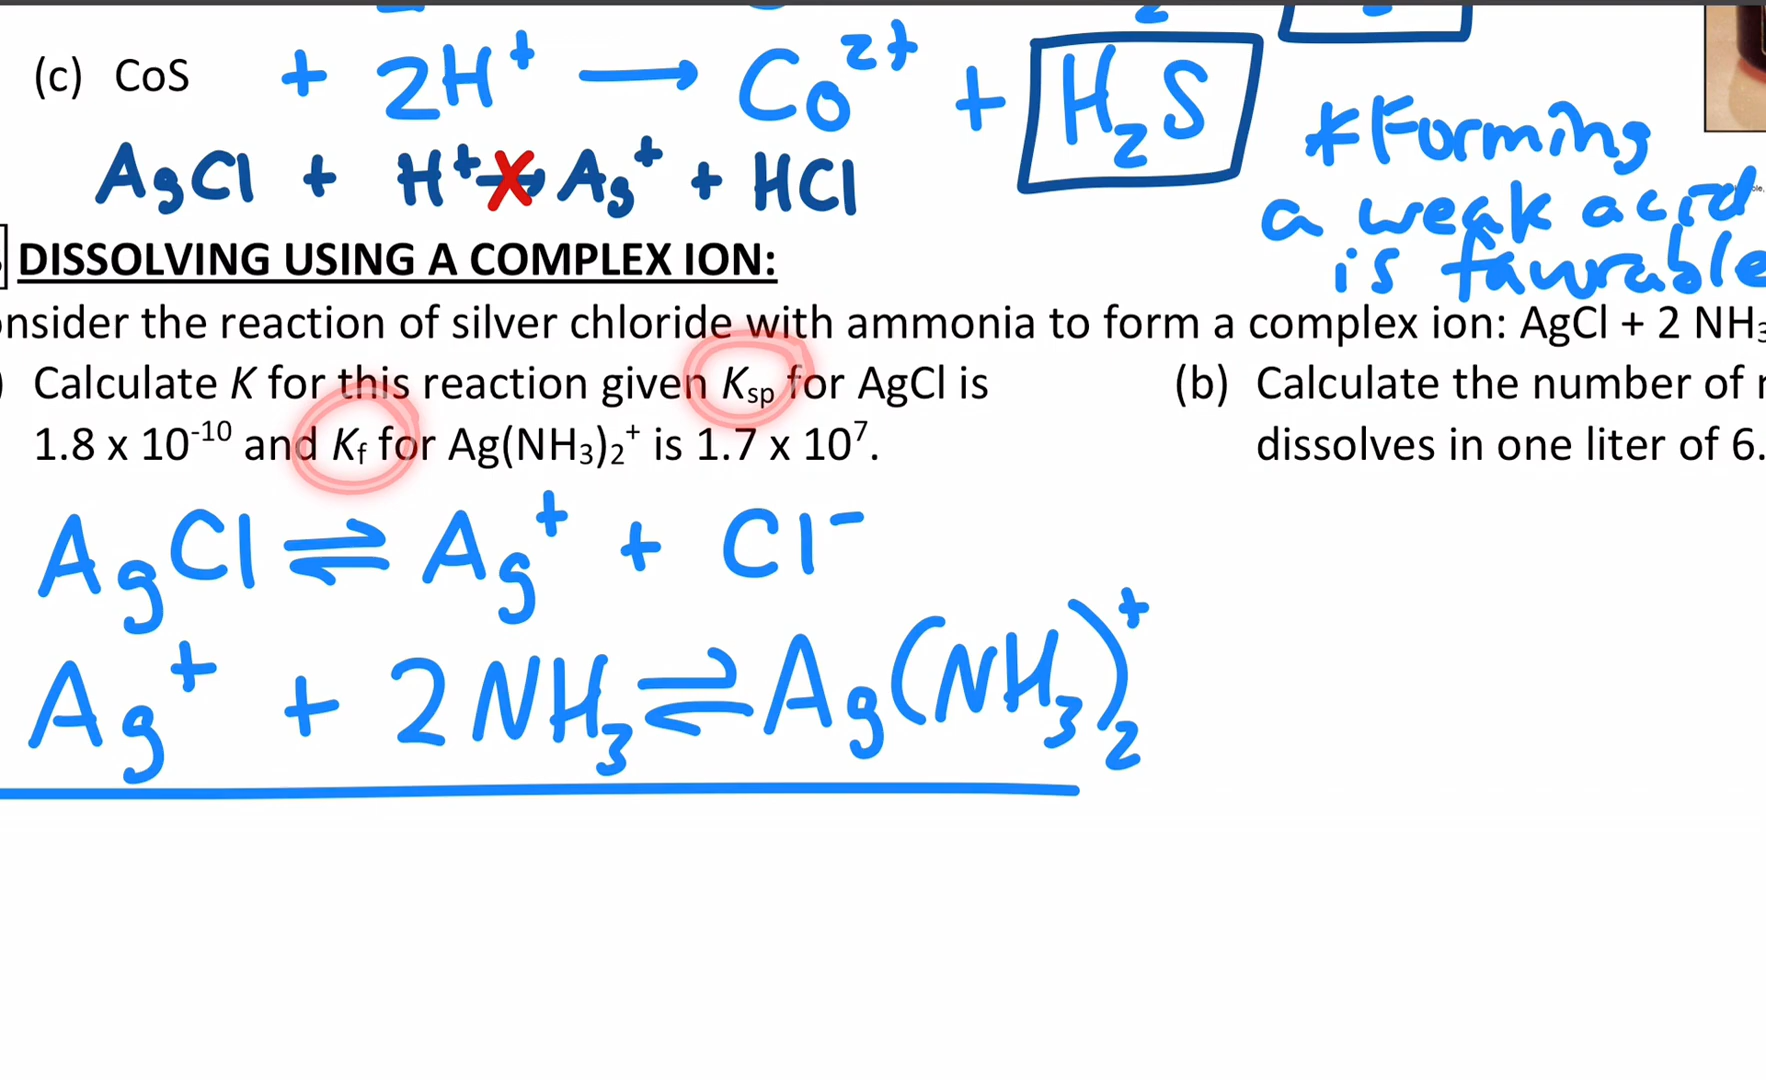 (c) CoS + 2H⁺ → Co²⁺ + H₂S
*Forming
AgCl + H⁺ → Ag⁺ + HCl
a weak acid
is favorable
DISSOLVING USING A COMPLEX ION:
onsider the reaction of silver chloride with ammonia to form a complex ion: AgCl + 2 NH₃
) Calculate K for this reaction given Ksp for AgCl is
1.8 x 10⁻¹⁰ and Kf for Ag(NH₃)₂⁺ is 1.7 x 10⁷.
(b) Calculate the number of
dissolves in one liter of 6.
AgCl ⇌ Ag⁺ + Cl⁻
Ag⁺ + 2NH₃ ⇌ Ag(NH₃)₂⁺